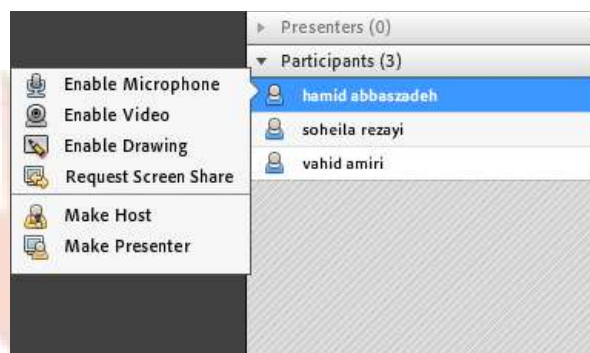 Presenters (0)
Participants (3)
Enable Microphone
Enable Video
Enable Drawing
Request Screen Share
Make Host
Make Presenter
hamid abbaszadeh
soheila rezayi
vahid amiri